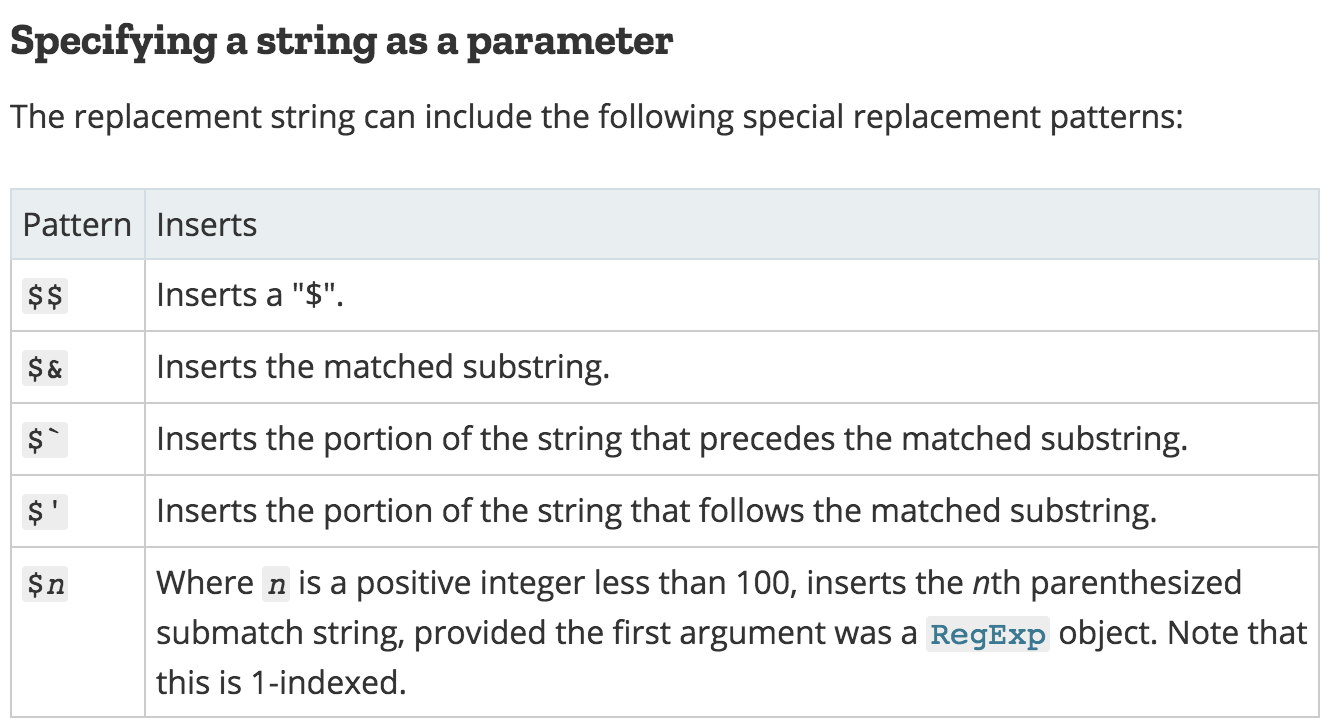 Specifying a string as a parameter
The replacement string can include the following special replacement patterns:
Pattern Inserts
$$ Inserts a "$".
$& Inserts the matched substring.
$` Inserts the portion of the string that precedes the matched substring.
$' Inserts the portion of the string that follows the matched substring.
$n Where n is a positive integer less than 100, inserts the nth parenthesized
submatch string, provided the first argument was a RegExp object. Note that
this is 1-indexed.